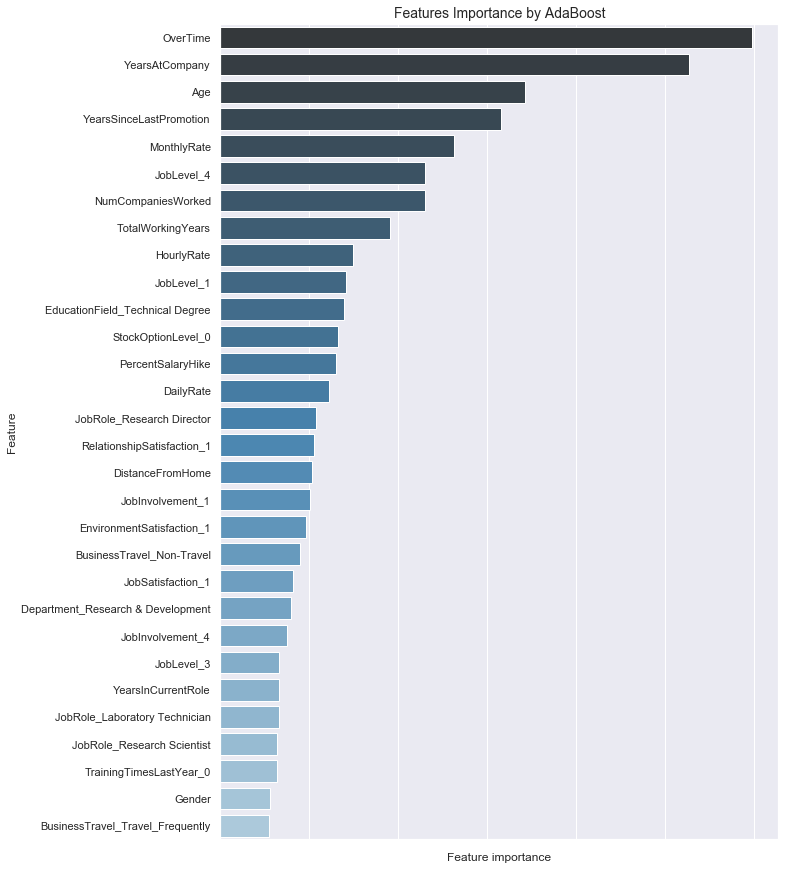 Features Importance by AdaBoost
OverTime
YearsAtCompany
Age
YearsSinceLastPromotion
MonthlyRate
JobLevel_4
NumCompaniesWorked
TotalWorkingYears
HourlyRate
JobLevel_1
EducationField_Technical Degree
StockOptionLevel_0
PercentSalaryHike
DailyRate
JobRole_Research Director
RelationshipSatisfaction_1
DistanceFromHome
JobInvolvement_1
EnvironmentSatisfaction_1
BusinessTravel_Non-Travel
JobSatisfaction_1
Department_Research & Development
JobInvolvement_4
JobLevel_3
YearsInCurrentRole
JobRole_Laboratory Technician
JobRole_Research Scientist
TrainingTimesLastYear_0
Gender
BusinessTravel_Travel_Frequently
Feature
Feature importance